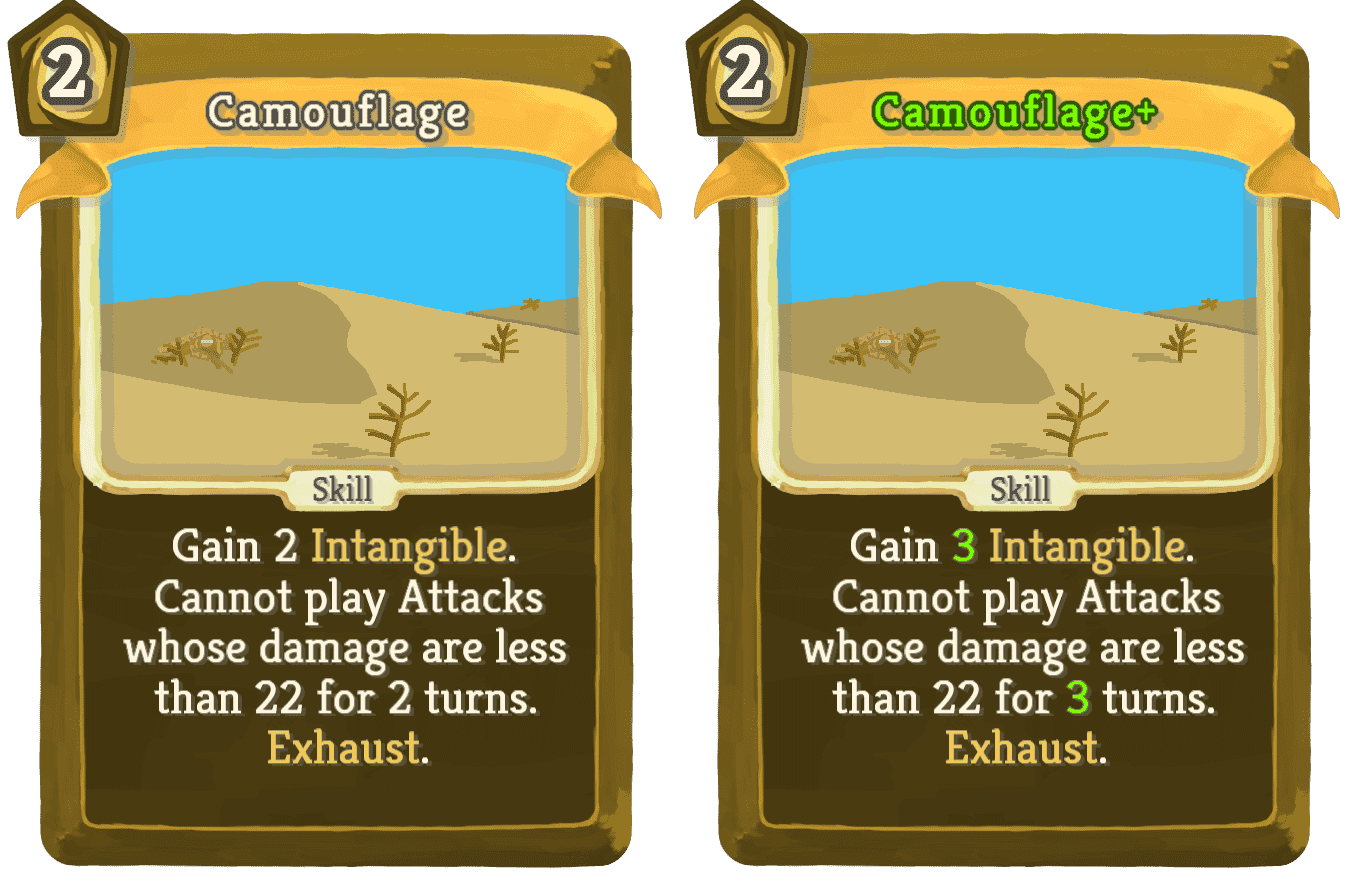 2
Camouflage
Skill
Gain 2 Intangible.
Cannot play Attacks
whose damage are less
than 22 for 2 turns.
Exhaust.
2
Camouflage+
Skill
Gain 3 Intangible.
Cannot play Attacks
whose damage are less
than 22 for 3 turns.
Exhaust.